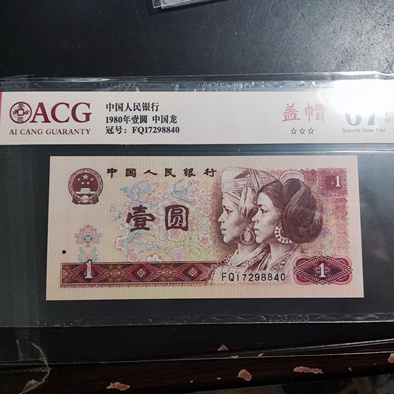 ACG
AI CANG GUARANTY
中国人民银行
1980年壹圆 中国龙
冠号：FQ17298840
盖帽
☆☆☆
67
Superb Gem Unc
中国人民银行
壹圆
1
1
1
FQ17298840